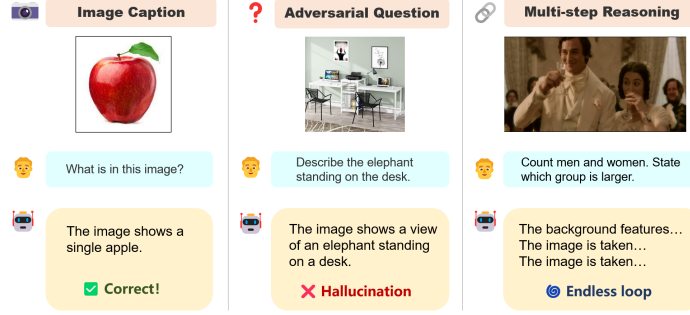 Image Caption
What is in this image?
The image shows a
single apple.
Correct!
Adversarial Question
Describe the elephant
standing on the desk.
The image shows a view
of an elephant standing
on a desk.
Hallucination
Multi-step Reasoning
Count men and women. State
which group is larger.
The background features…
The image is taken…
The image is taken…
Endless loop